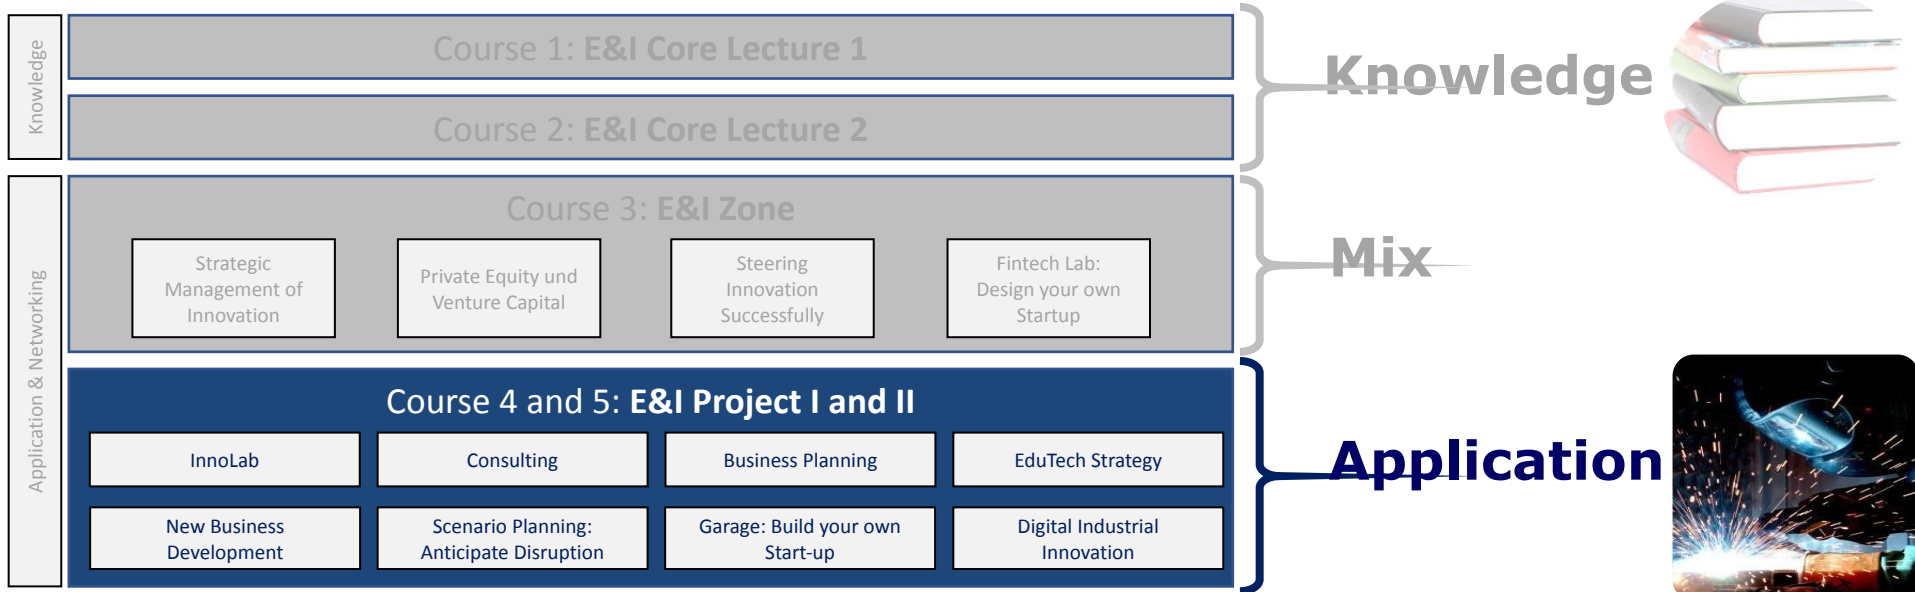 Knowledge
Course 1: E&I Core Lecture 1
Course 2: E&I Core Lecture 2
Knowledge
Application & Networking
Course 3: E&I Zone
Strategic
Management of
Innovation
Private Equity und
Venture Capital
Steering
Innovation
Successfully
Fintech Lab:
Design your own
Startup
Mix
Course 4 and 5: E&I Project I and II
InnoLab
Consulting
Business Planning
EduTech Strategy
New Business
Development
Scenario Planning:
Anticipate Disruption
Garage: Build your own
Start-up
Digital Industrial
Innovation
Application